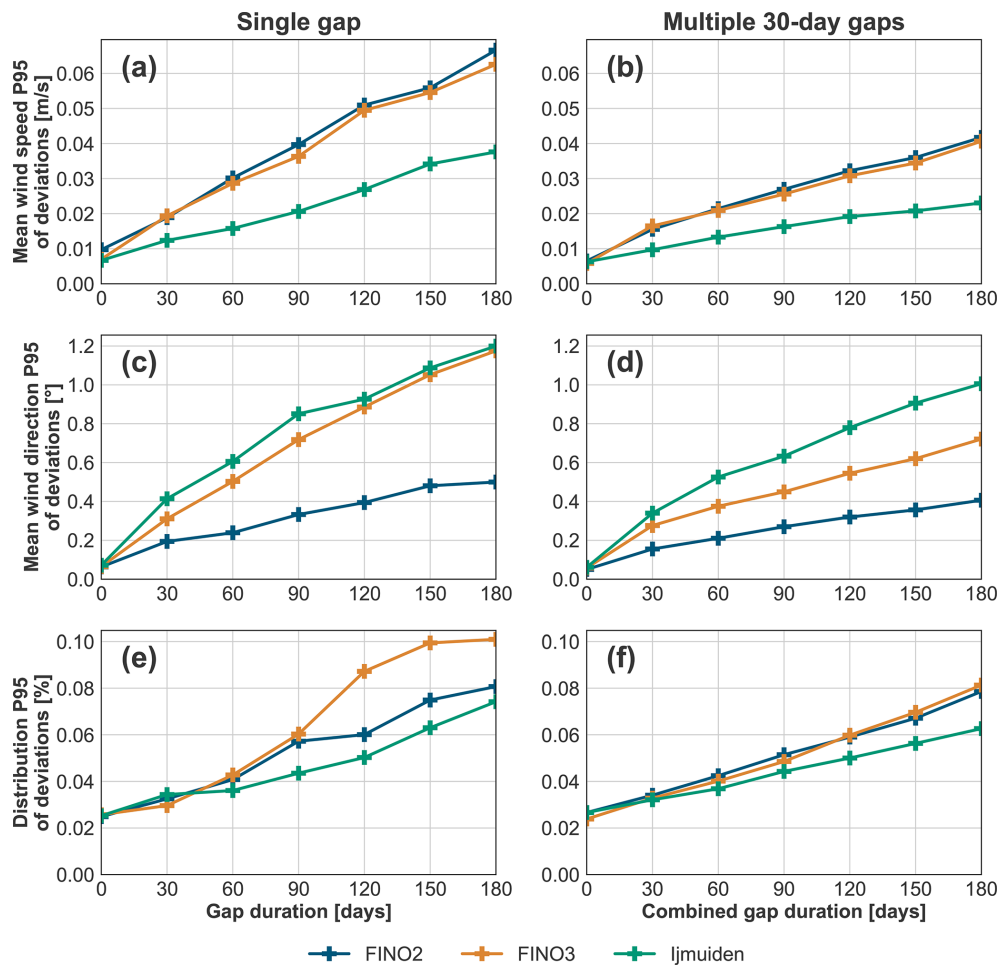 Single gap
Multiple 30-day gaps
Mean wind speed P95
of deviations [m/s]
(a)
0.06
0.05
0.04
0.03
0.02
0.01
0.00
0 30 60 90 120 150 180
(b)
0.06
0.05
0.04
0.03
0.02
0.01
0.00
0 30 60 90 120 150 180
Mean wind direction P95
of deviations [°]
(c)
1.2
1.0
0.8
0.6
0.4
0.2
0.0
0 30 60 90 120 150 180
(d)
1.2
1.0
0.8
0.6
0.4
0.2
0.0
0 30 60 90 120 150 180
Distribution P95
of deviations [%]
(e)
0.10
0.08
0.06
0.04
0.02
0.00
0 30 60 90 120 150 180
Gap duration [days]
(f)
0.10
0.08
0.06
0.04
0.02
0.00
0 30 60 90 120 150 180
Combined gap duration [days]
FINO2 FINO3 Ijmuiden